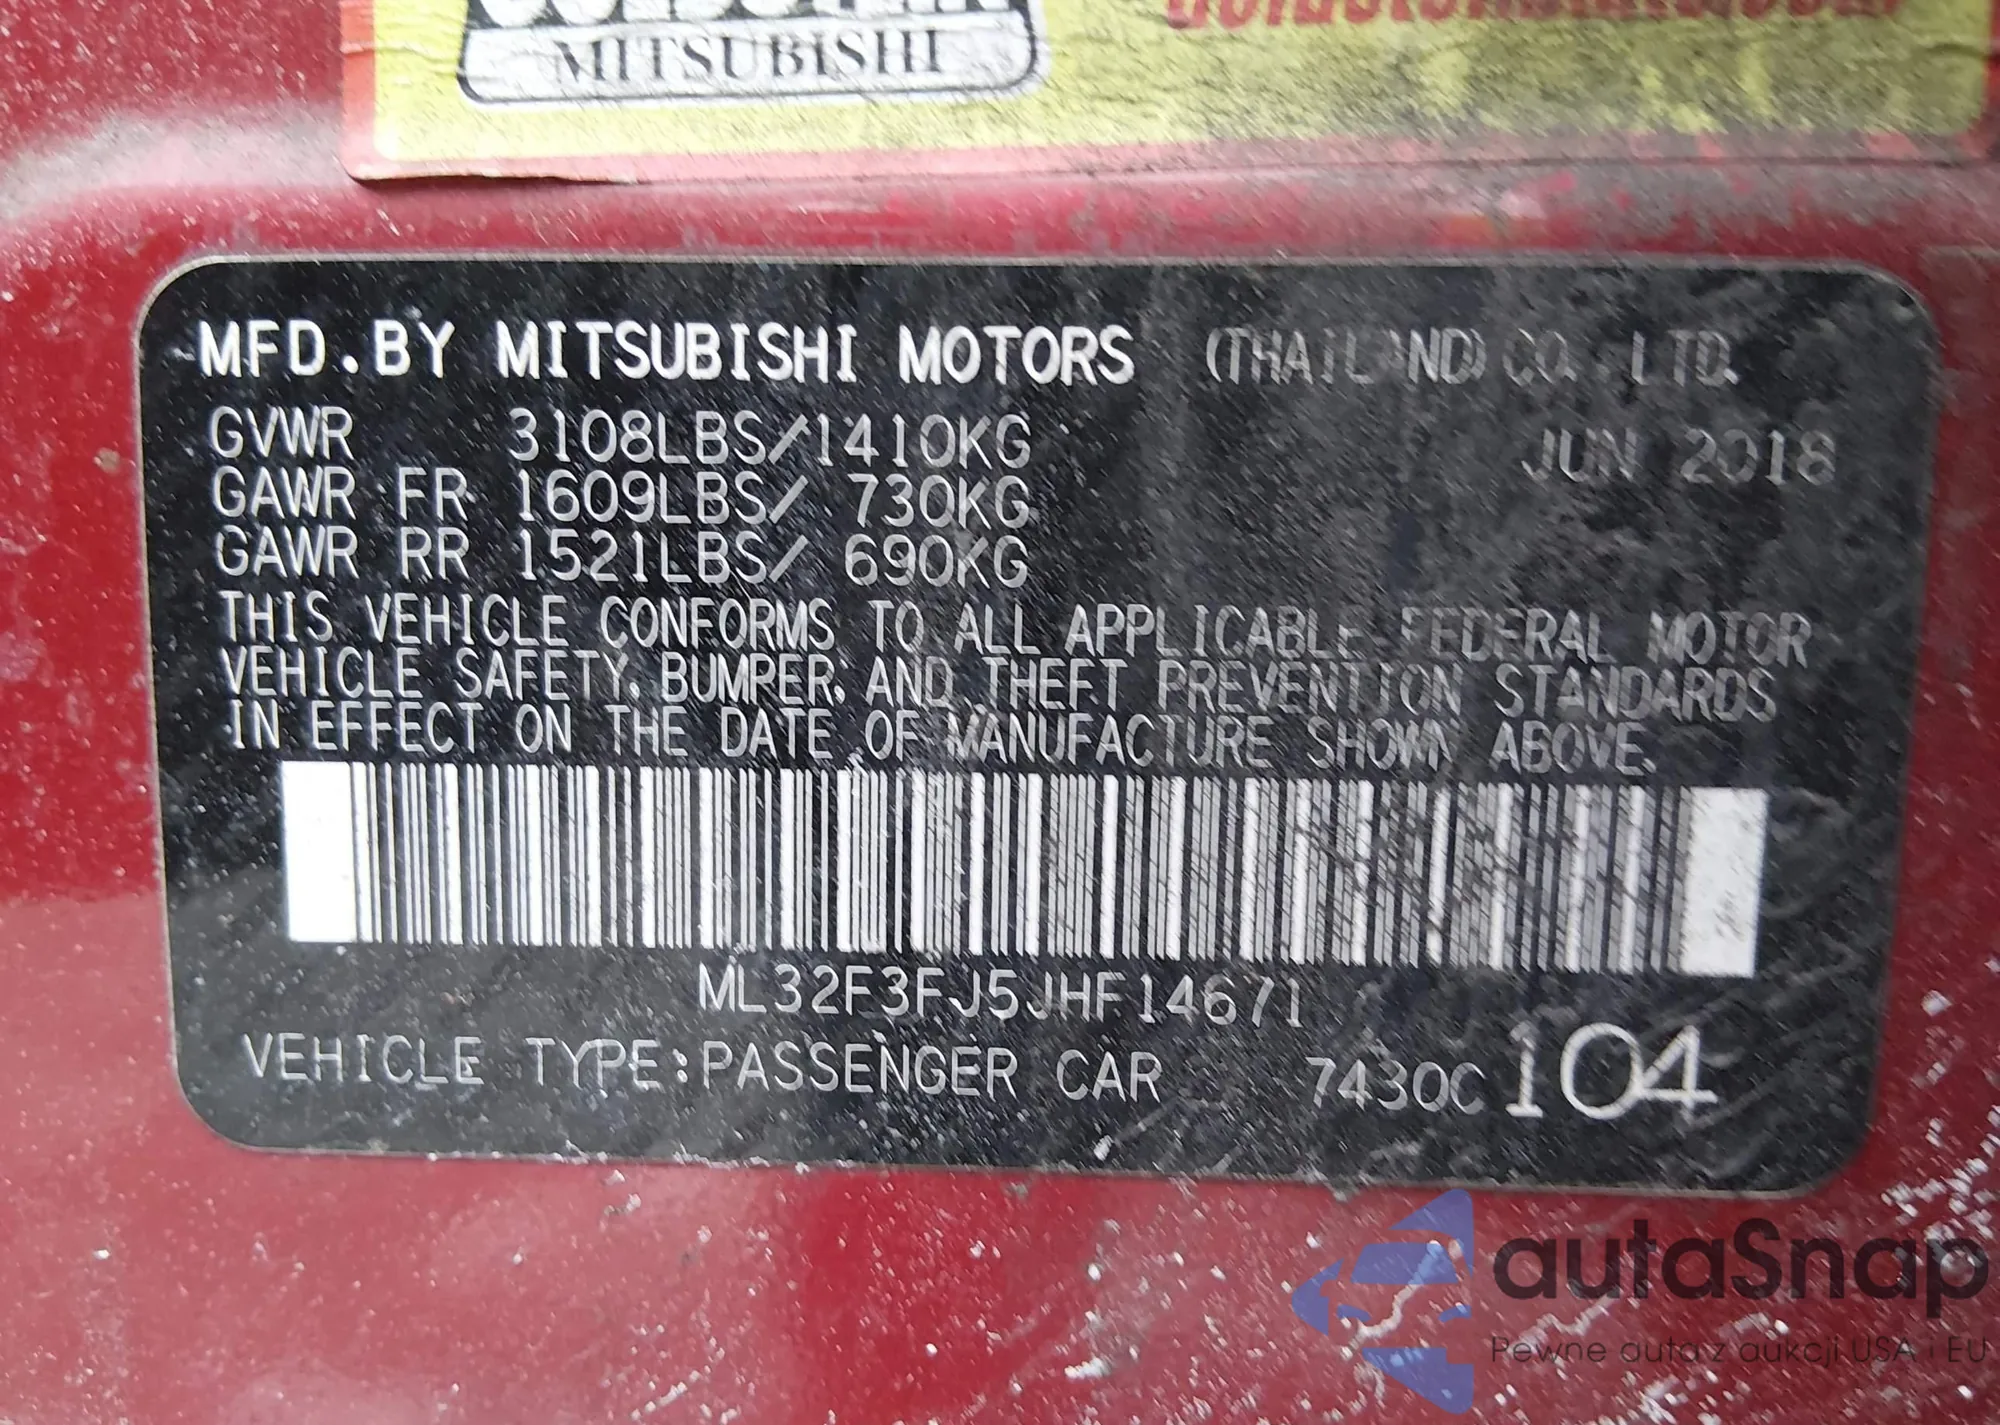 MITSUBISHI
MFD.BY MITSUBISHI MOTORS (THAILAND) CO., LTD.
GVWR 3108LBS/1410KG JUN 2018
GAWR FR 1609LBS/ 730KG
GAWR RR 1521LBS/ 690KG
THIS VEHICLE CONFORMS TO ALL APPLICABLE FEDERAL MOTOR
VEHICLE SAFETY, BUMPER, AND THEFT PREVENTION STANDARDS
IN EFFECT ON THE DATE OF MANUFACTURE SHOWN ABOVE.
ML32F3FJ5JHF14671
VEHICLE TYPE:PASSENGER CAR 7430C 104
autaSnap
Pewne auta z aukcji USA i EU